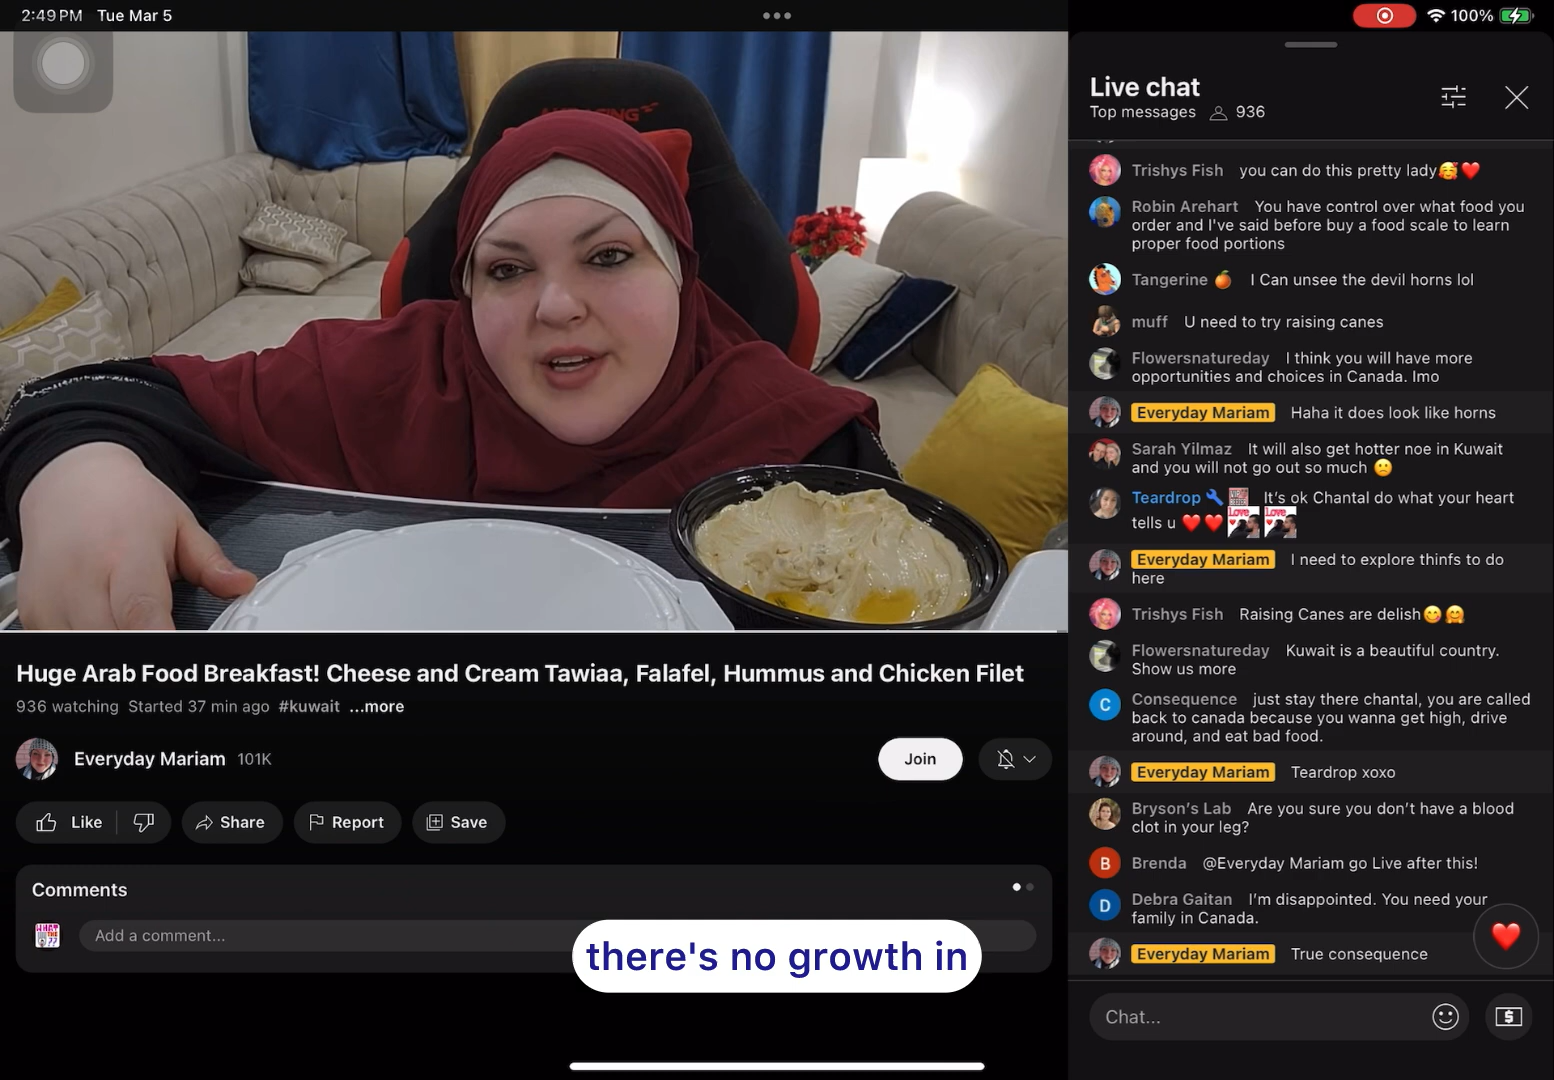 2:49 PM Tue Mar 5
100%
Live chat
Top messages 936
Trishys Fish you can do this pretty lady🥰❤️
Robin Arehart You have control over what food you
order and I've said before buy a food scale to learn
proper food portions
Tangerine 🍊 I Can unsee the devil horns lol
muff U need to try raising canes
Flowersnatureday I think you will have more
opportunities and choices in Canada. Imo
Everyday Mariam Haha it does look like horns
Sarah Yilmaz It will also get hotter noe in Kuwait
and you will not go out so much 🙁
Teardrop 🔧 It's ok Chantal do what your heart
tells u ❤️❤️ Love Love
Everyday Mariam I need to explore thinfs to do
here
Trishys Fish Raising Canes are delish😋🤗
Flowersnatureday Kuwait is a beautiful country.
Show us more
C Consequence just stay there chantal, you are called
back to canada because you wanna get high, drive
around, and eat bad food.
Everyday Mariam Teardrop xoxo
Bryson's Lab Are you sure you don't have a blood
clot in your leg?
B Brenda @Everyday Mariam go Live after this!
D Debra Gaitan I'm disappointed. You need your
family in Canada.
Everyday Mariam True consequence
Chat...
$
Huge Arab Food Breakfast! Cheese and Cream Tawiaa, Falafel, Hummus and Chicken Filet
936 watching Started 37 min ago #kuwait ...more
Everyday Mariam 101K
Join
Like Share Report Save
Comments
WHAT
THE
??
Add a comment...
there's no growth in